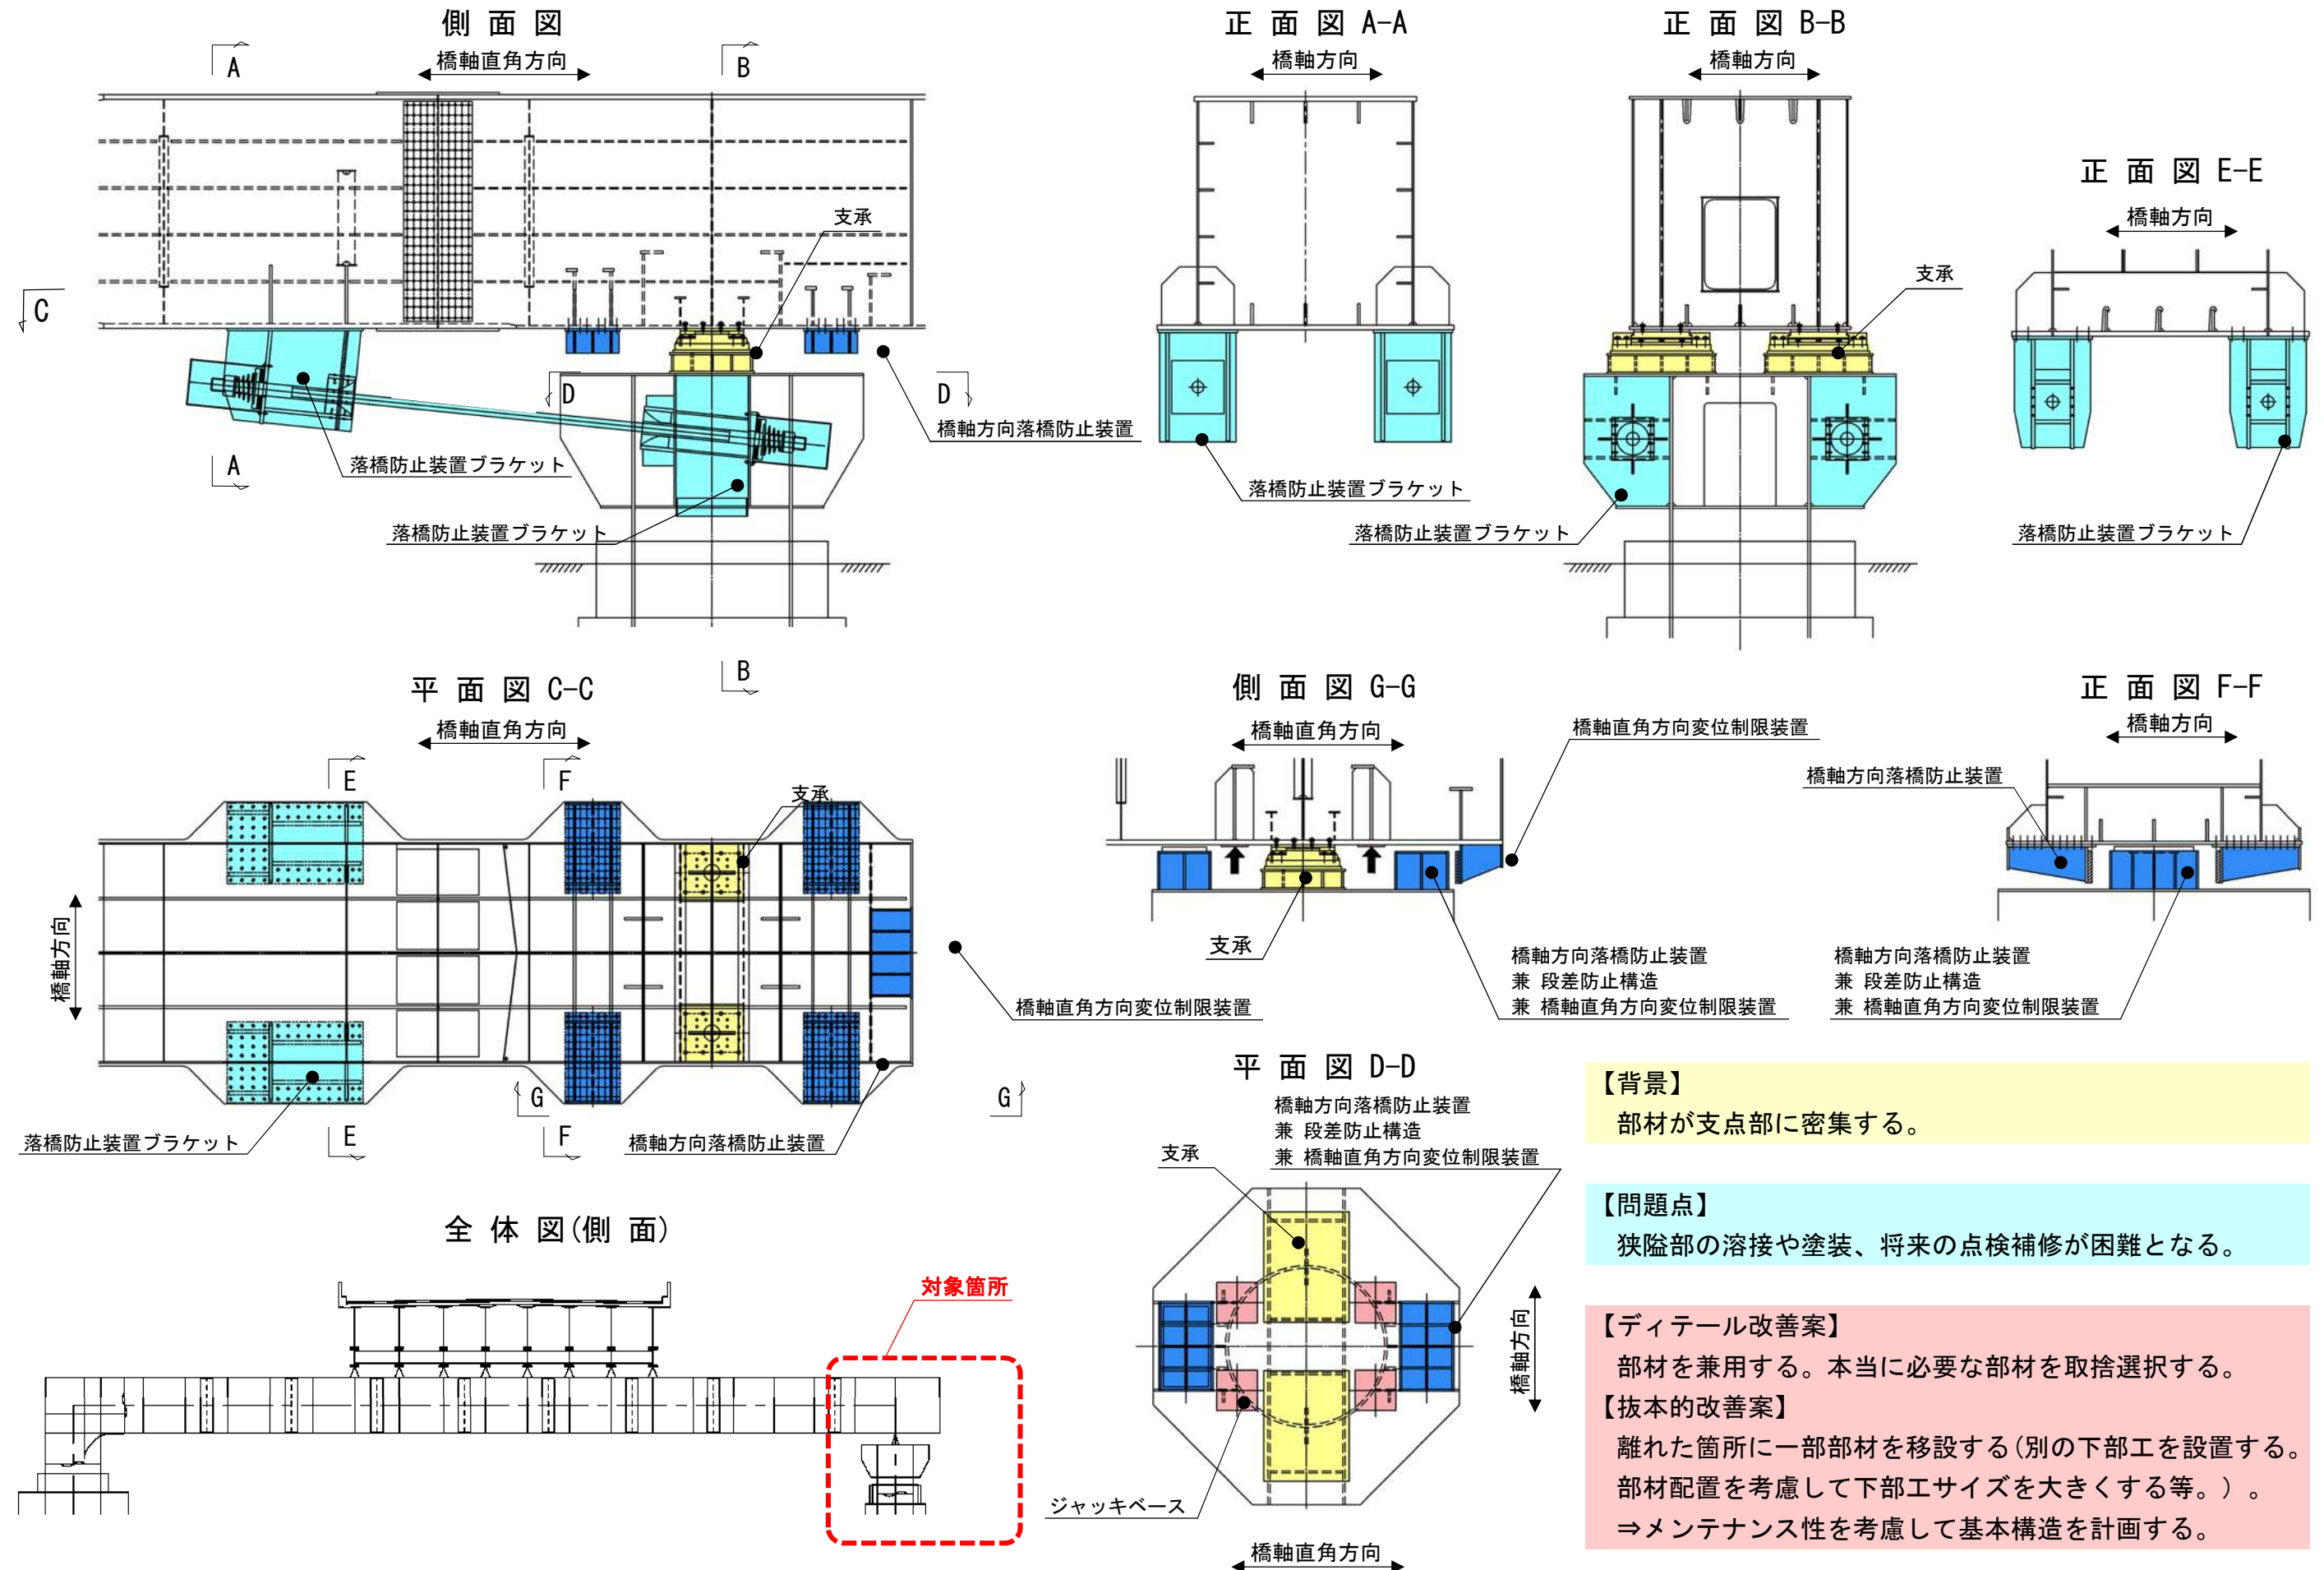 側 面 図
橋軸直角方向
A
B
支承
C
D
D
橋軸方向落橋防止装置
A
落橋防止装置ブラケット
落橋防止装置ブラケット
B
正 面 図 A-A
橋軸方向
落橋防止装置ブラケット
正 面 図 B-B
橋軸方向
支承
落橋防止装置ブラケット
正 面 図 E-E
橋軸方向
落橋防止装置ブラケット
平 面 図 C-C
橋軸直角方向
E
F
支承
橋軸方向
橋軸直角方向変位制限装置
G
G
E
F
落橋防止装置ブラケット
橋軸方向落橋防止装置
側 面 図 G-G
橋軸直角方向
橋軸直角方向変位制限装置
支承
橋軸方向落橋防止装置
兼 段差防止構造
兼 橋軸直角方向変位制限装置
正 面 図 F-F
橋軸方向
橋軸方向落橋防止装置
橋軸方向落橋防止装置
兼 段差防止構造
兼 橋軸直角方向変位制限装置
全 体 図(側 面)
対象箇所
平 面 図 D-D
橋軸方向落橋防止装置
兼 段差防止構造
兼 橋軸直角方向変位制限装置
支承
橋軸方向
ジャッキベース
橋軸直角方向
【背景】
部材が支点部に密集する。
【問題点】
狭隘部の溶接や塗装、将来の点検補修が困難となる。
【ディテール改善案】
部材を兼用する。本当に必要な部材を取捨選択する。
【抜本的改善案】
離れた箇所に一部部材を移設する(別の下部工を設置する。
部材配置を考慮して下部工サイズを大きくする等。)。
⇒メンテナンス性を考慮して基本構造を計画する。